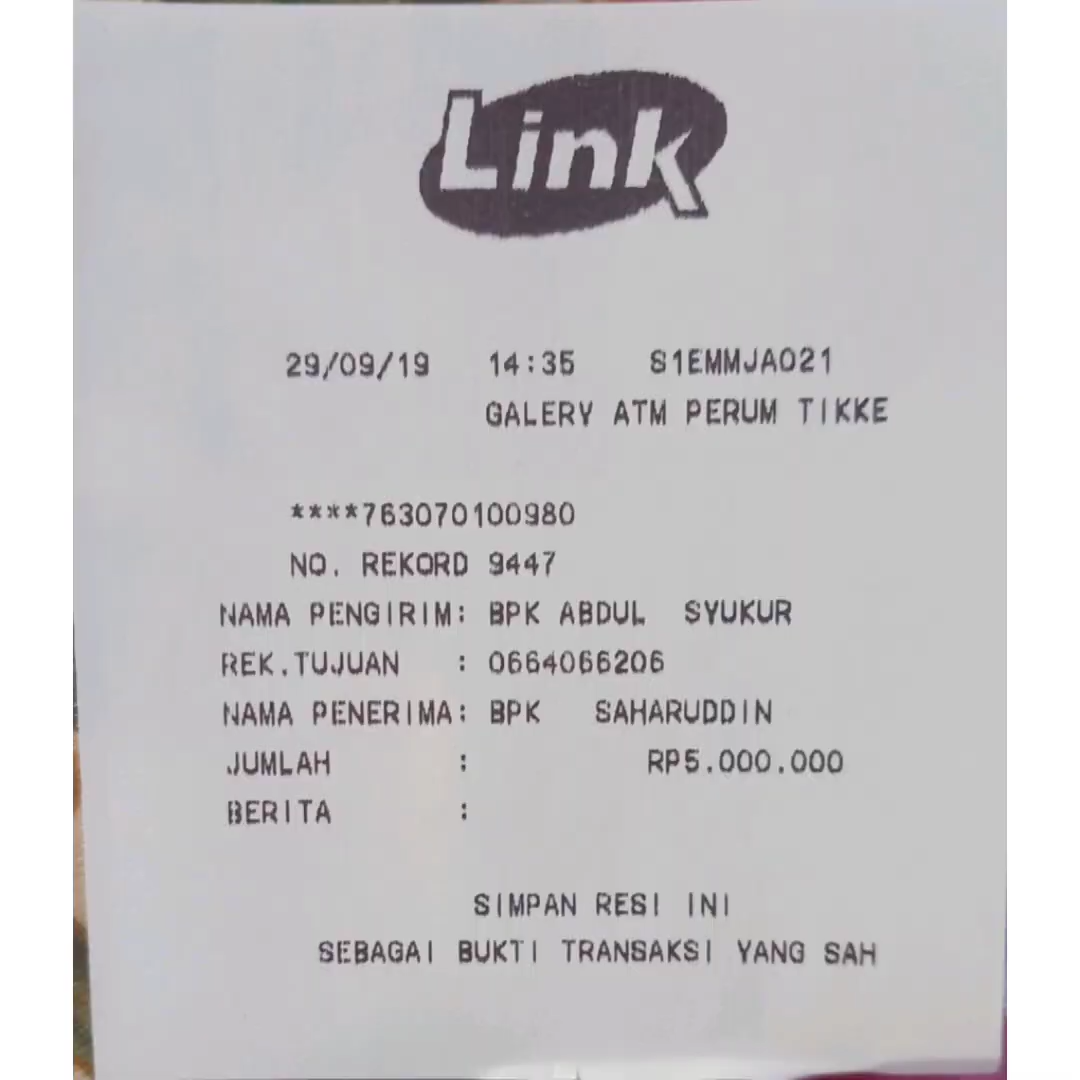 Link
29/09/19 14:35 S1EMMJA021
GALERY ATM PERUM TIKKE
****763070100980
NO. REKORD 9447
NAMA PENGIRIM: BPK ABDUL SYUKUR
REK.TUJUAN : 0664066206
NAMA PENERIMA: BPK SAHARUDDIN
JUMLAH : RP5.000.000
BERITA :
SIMPAN RESI INI
SEBAGAI BUKTI TRANSAKSI YANG SAH